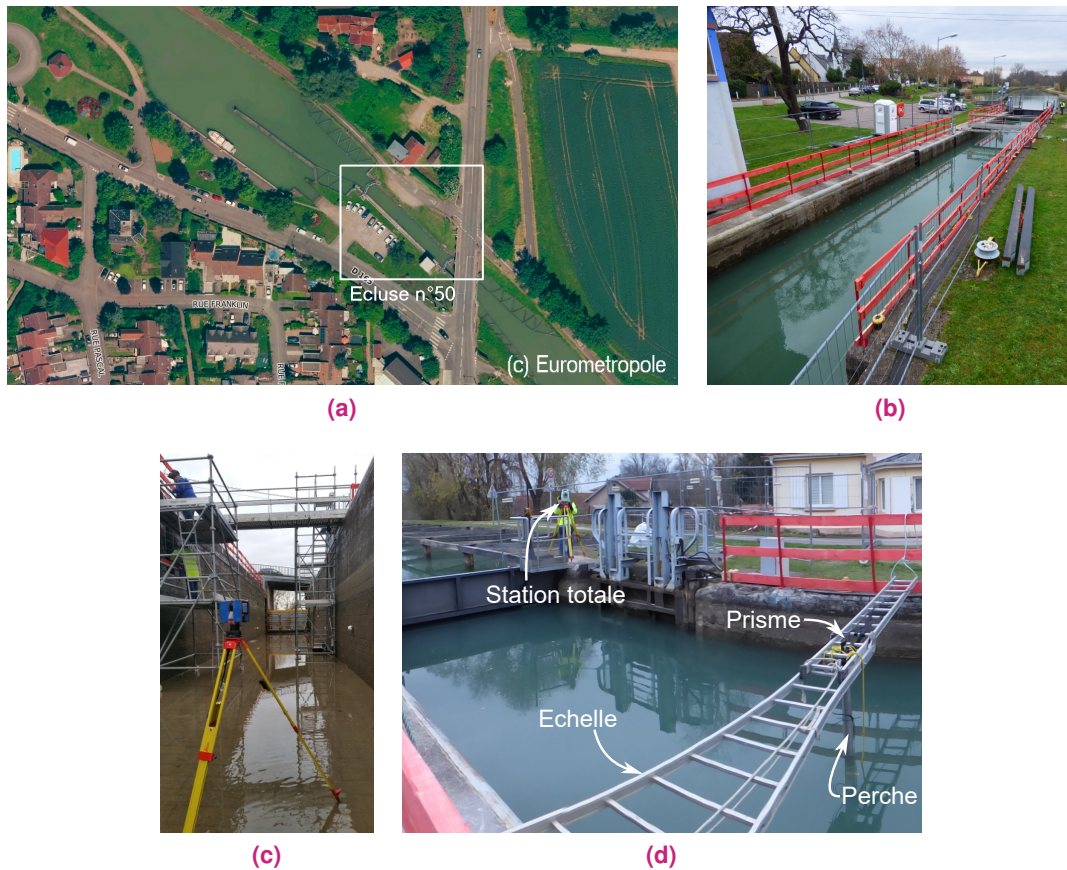 RUE FRANKLIN
RUE PASCAL
Ecluse n°50
(c) Eurometropole
(a)
(b)
Station totale
Prisme
Echelle
Perche
(c)
(d)